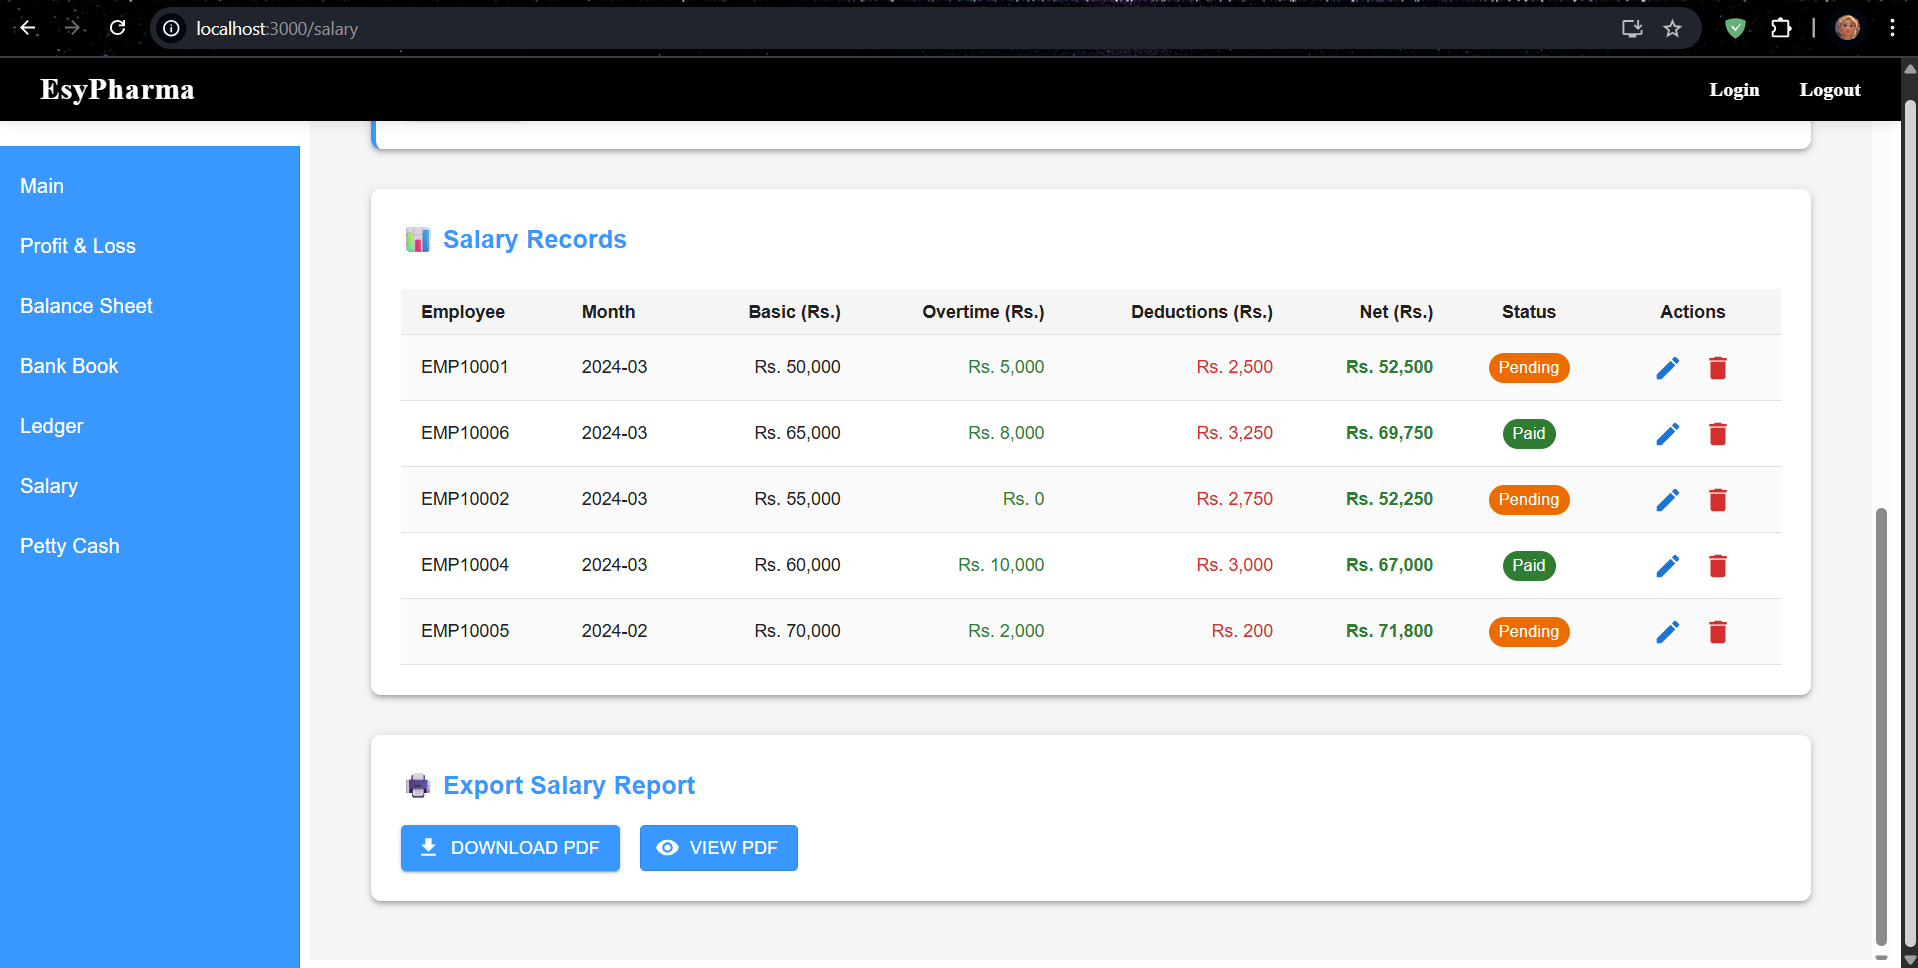 localhost:3000/salary
EsyPharma
Login Logout
Main
Profit & Loss
Balance Sheet
Bank Book
Ledger
Salary
Petty Cash
Salary Records
Employee Month Basic (Rs.) Overtime (Rs.) Deductions (Rs.) Net (Rs.) Status Actions
EMP10001 2024-03 Rs. 50,000 Rs. 5,000 Rs. 2,500 Rs. 52,500 Pending
EMP10006 2024-03 Rs. 65,000 Rs. 8,000 Rs. 3,250 Rs. 69,750 Paid
EMP10002 2024-03 Rs. 55,000 Rs. 0 Rs. 2,750 Rs. 52,250 Pending
EMP10004 2024-03 Rs. 60,000 Rs. 10,000 Rs. 3,000 Rs. 67,000 Paid
EMP10005 2024-02 Rs. 70,000 Rs. 2,000 Rs. 200 Rs. 71,800 Pending
Export Salary Report
DOWNLOAD PDF VIEW PDF